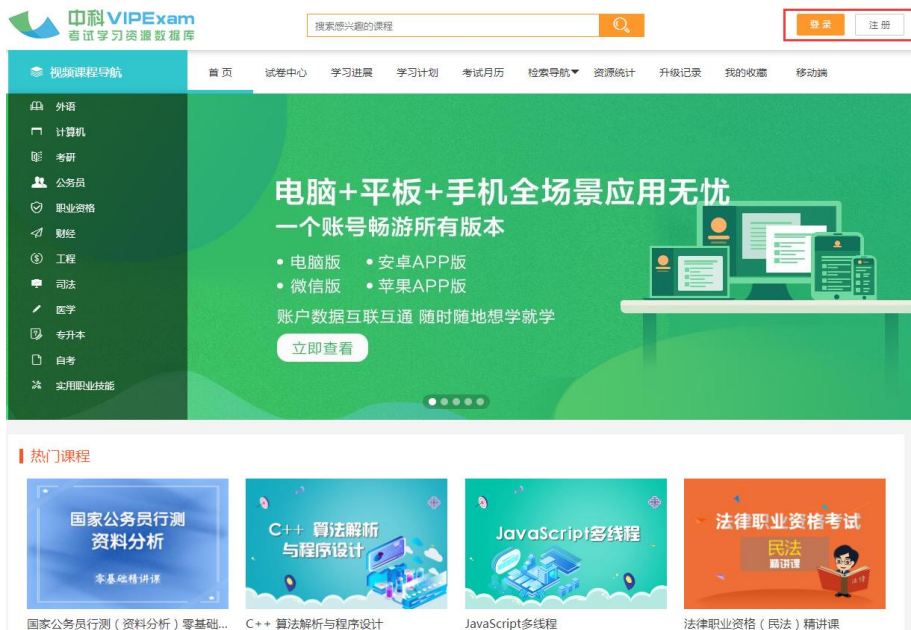 中科VIPExam
考试学习资源数据库
搜索感兴趣的课程
登录
注册
视频课程导航
首页
试卷中心
学习进展
学习计划
考试月历
检索导航▼
资源统计
升级记录
我的收藏
移动端
外语
计算机
考研
公务员
职业资格
财经
工程
司法
医学
专升本
自考
实用职业技能
电脑+平板+手机全场景应用无忧
一个账号畅游所有版本
• 电脑版 • 安卓APP版
• 微信版 • 苹果APP版
账户数据互联互通 随时随地想学就学
立即查看
热门课程
国家公务员行测
资料分析
零基础精讲课
C++ 算法解析
与程序设计
JavaScript多线程
法律职业资格考试
民法
精讲课
法律
国家公务员行测（资料分析）零基础...
C++ 算法解析与程序设计
JavaScript多线程
法律职业资格（民法）精讲课